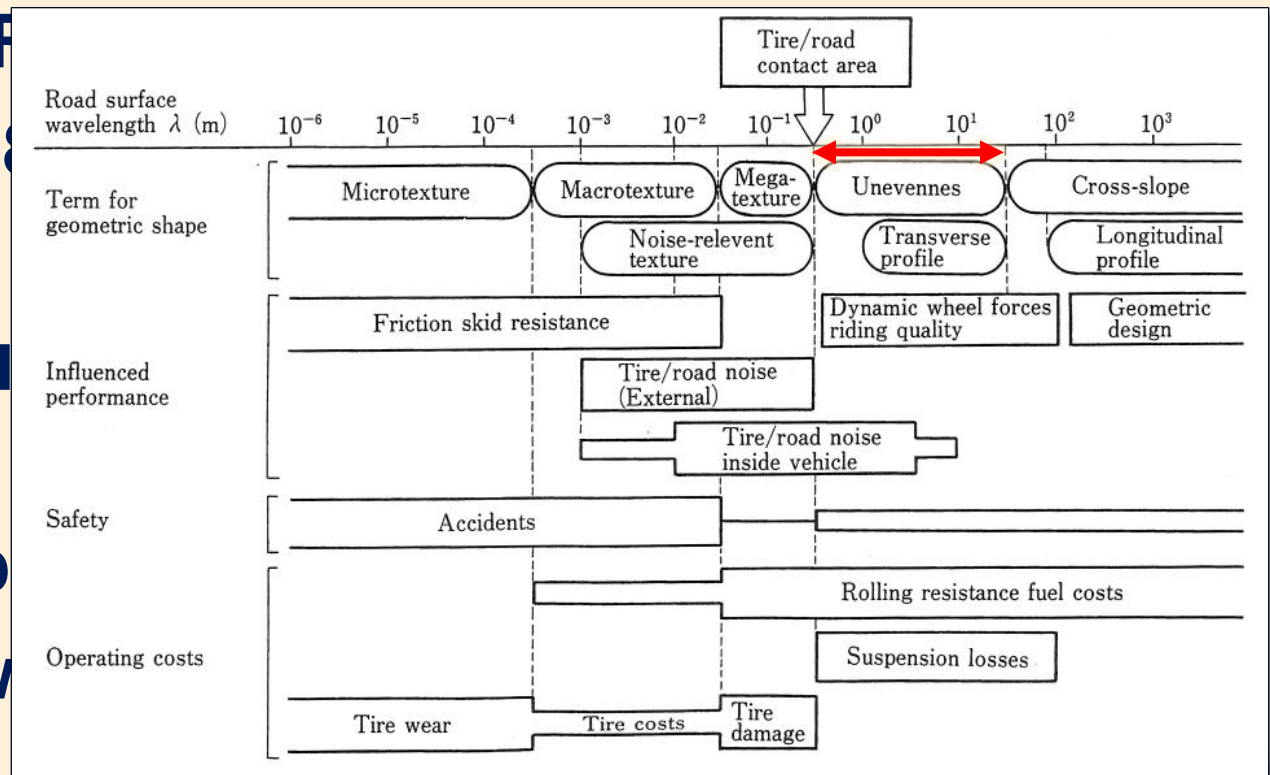 Tire/road
contact area
Road surface
wavelength λ (m)
10⁻⁶ 10⁻⁵ 10⁻⁴ 10⁻³ 10⁻² 10⁻¹ 10⁰ 10¹ 10² 10³
Term for
geometric shape
Microtexture
Macrotexture
Mega-
texture
Unevennes
Cross-slope
Noise-relevent
texture
Transverse
profile
Longitudinal
profile
Influenced
performance
Friction skid resistance
Dynamic wheel forces
riding quality
Geometric
design
Tire/road noise
(External)
Tire/road noise
inside vehicle
Safety
Accidents
Operating costs
Rolling resistance fuel costs
Suspension losses
Tire wear
Tire costs
Tire
damage